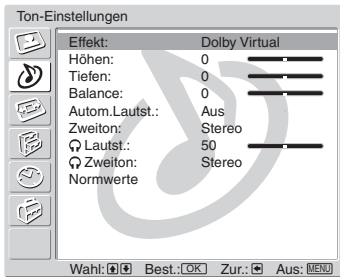 Ton-Einstellungen
Effekt: Dolby Virtual
Höhen: 0
Tiefen: 0
Balance: 0
Autom.Lautst.: Aus
Zweiton: Stereo
Lautst.: 50
Zweiton: Stereo
Normwerte
Wahl: Best.: OK Zur.: Aus: MENU